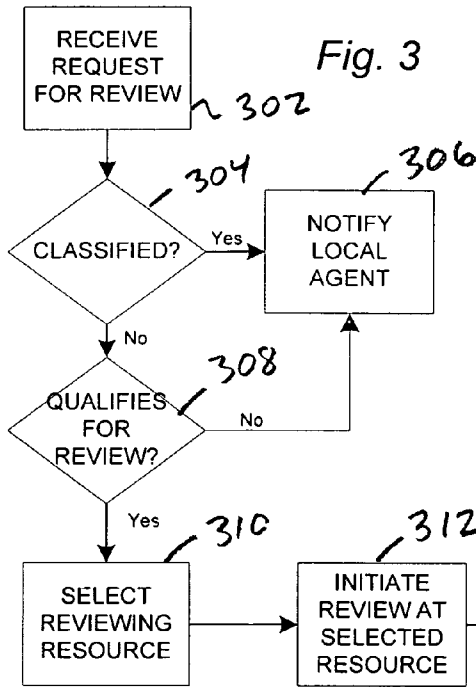 RECEIVE
REQUEST
FOR REVIEW
Fig. 3
302
304
306
CLASSIFIED?
Yes
NOTIFY
LOCAL
AGENT
No
308
QUALIFIES
FOR
REVIEW?
No
Yes
310
312
SELECT
REVIEWING
RESOURCE
INITIATE
REVIEW AT
SELECTED
RESOURCE